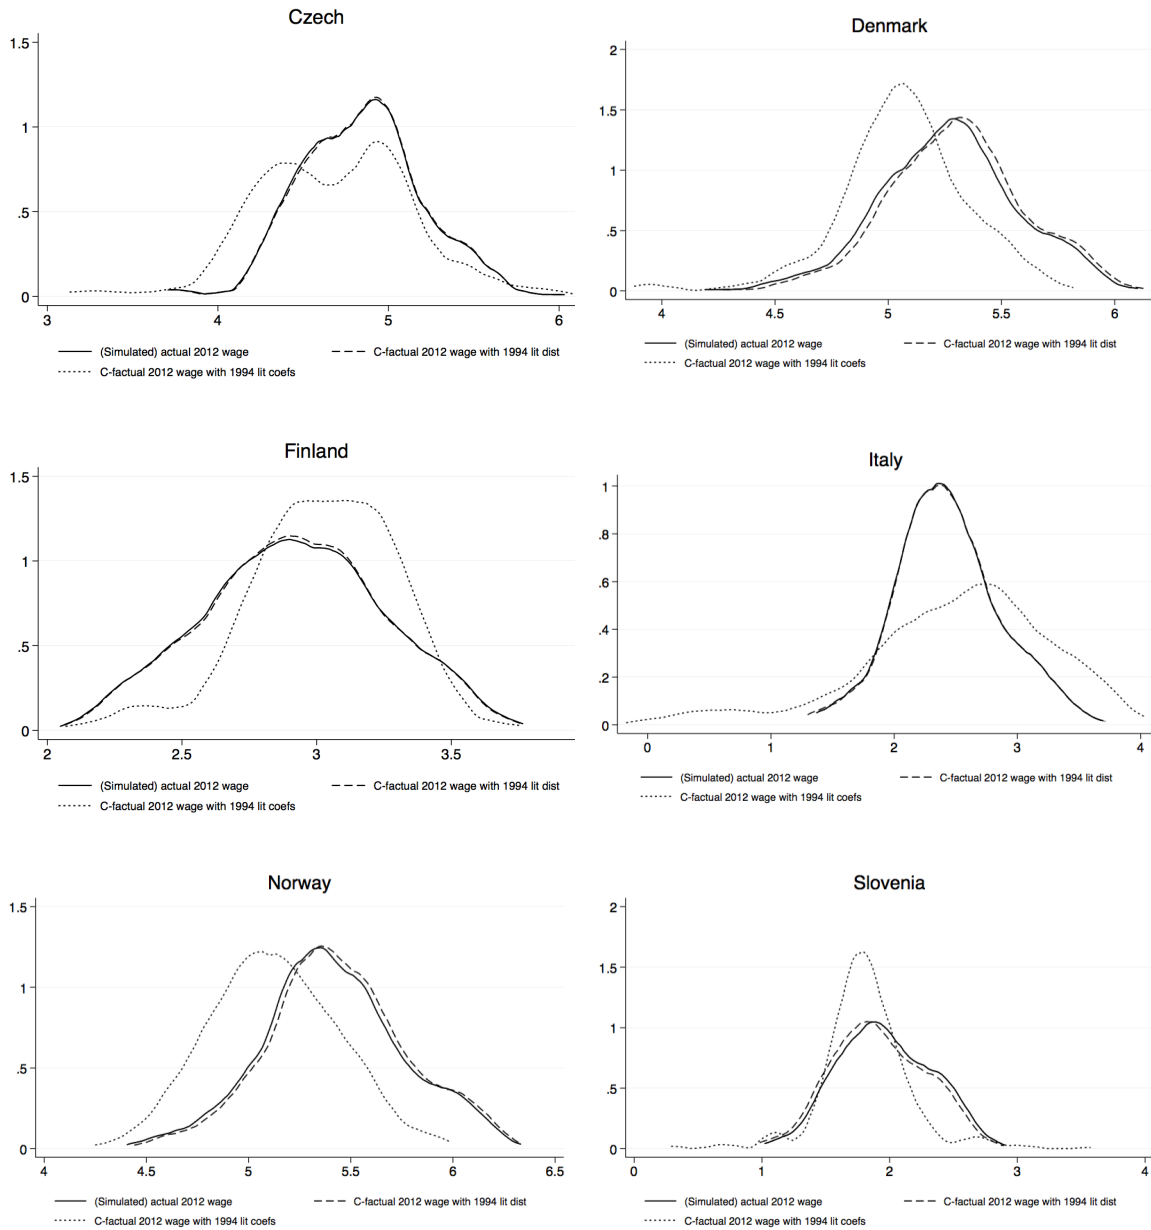 Czech
1.5
1
.5
0
3 4 5 6
(Simulated) actual 2012 wage C-factual 2012 wage with 1994 lit dist
C-factual 2012 wage with 1994 lit coefs
Denmark
2
1.5
1
.5
0
4 4.5 5 5.5 6
(Simulated) actual 2012 wage C-factual 2012 wage with 1994 lit dist
C-factual 2012 wage with 1994 lit coefs
Finland
1.5
1
.5
0
2 2.5 3 3.5
(Simulated) actual 2012 wage C-factual 2012 wage with 1994 lit dist
C-factual 2012 wage with 1994 lit coefs
Italy
1
.8
.6
.4
.2
0
0 1 2 3 4
(Simulated) actual 2012 wage C-factual 2012 wage with 1994 lit dist
C-factual 2012 wage with 1994 lit coefs
Norway
1.5
1
.5
0
4 4.5 5 5.5 6 6.5
(Simulated) actual 2012 wage C-factual 2012 wage with 1994 lit dist
C-factual 2012 wage with 1994 lit coefs
Slovenia
2
1.5
1
.5
0
0 1 2 3 4
(Simulated) actual 2012 wage C-factual 2012 wage with 1994 lit dist
C-factual 2012 wage with 1994 lit coefs